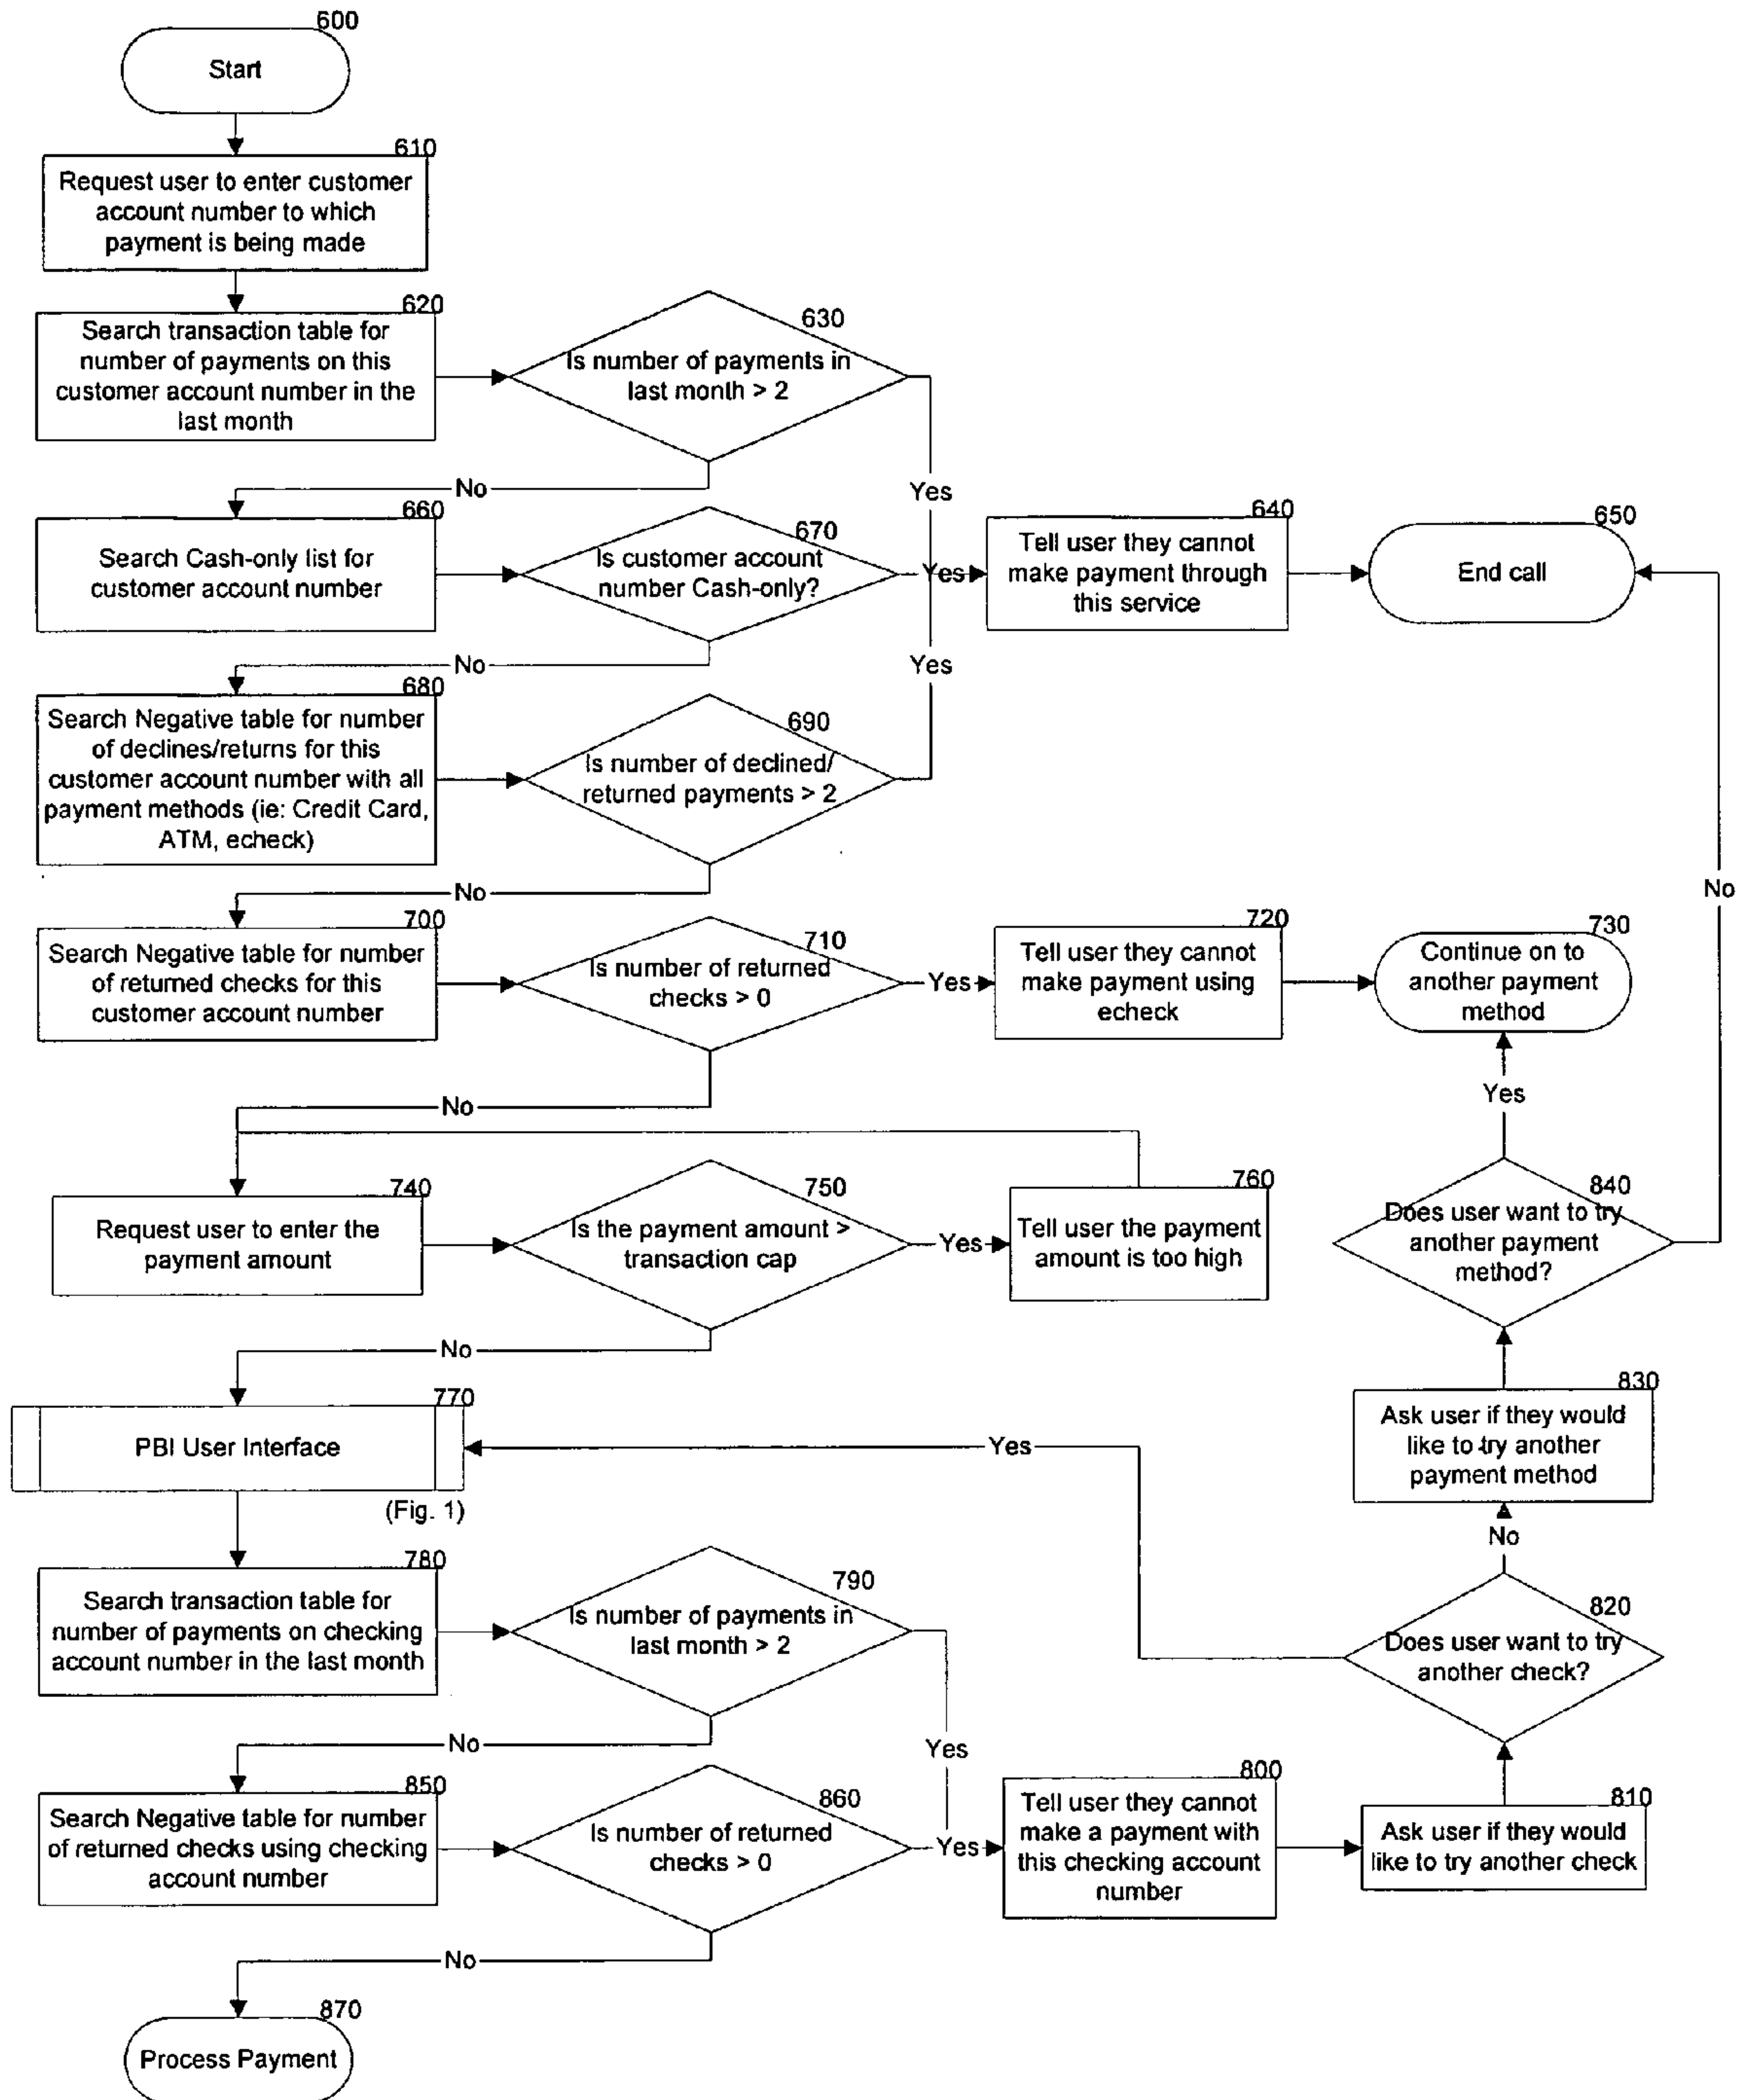 600
Start
610
Request user to enter customer
account number to which
payment is being made
620
Search transaction table for
number of payments on this
customer account number in the
last month
630
Is number of payments in
last month > 2
No
Yes
660
Search Cash-only list for
customer account number
670
Is customer account
number Cash-only?
Yes
640
Tell user they cannot
make payment through
this service
650
End call
No
Yes
680
Search Negative table for number
of declines/returns for this
customer account number with all
payment methods (ie: Credit Card,
ATM, echeck)
690
Is number of declined/
returned payments > 2
No
No
700
Search Negative table for number
of returned checks for this
customer account number
710
Is number of returned
checks > 0
Yes
720
Tell user they cannot
make payment using
echeck
730
Continue on to
another payment
method
Yes
No
740
Request user to enter the
payment amount
750
Is the payment amount >
transaction cap
Yes
760
Tell user the payment
amount is too high
840
Does user want to try
another payment
method?
No
770
PBI User Interface
(Fig. 1)
Yes
830
Ask user if they would
like to try another
payment method
No
780
Search transaction table for
number of payments on checking
account number in the last month
790
Is number of payments in
last month > 2
820
Does user want to try
another check?
No
Yes
850
Search Negative table for number
of returned checks using checking
account number
860
Is number of returned
checks > 0
Yes
800
Tell user they cannot
make a payment with
this checking account
number
810
Ask user if they would
like to try another check
No
870
Process Payment